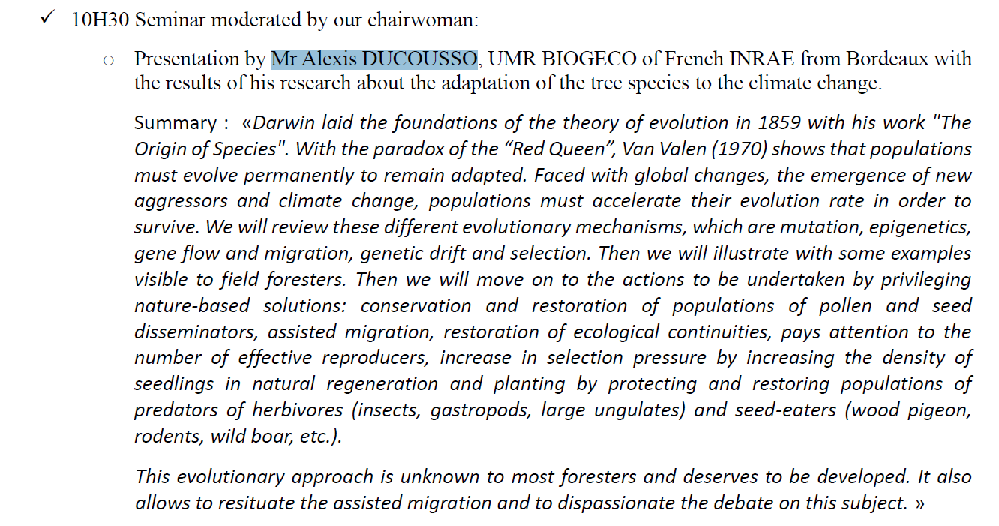 ✓ 10H30 Seminar moderated by our chairwoman:
o Presentation by Mr Alexis DUCOUSSO, UMR BIOGECO of French INRAE from Bordeaux with
the results of his research about the adaptation of the tree species to the climate change.
Summary : «Darwin laid the foundations of the theory of evolution in 1859 with his work "The
Origin of Species". With the paradox of the “Red Queen”, Van Valen (1970) shows that populations
must evolve permanently to remain adapted. Faced with global changes, the emergence of new
aggressors and climate change, populations must accelerate their evolution rate in order to
survive. We will review these different evolutionary mechanisms, which are mutation, epigenetics,
gene flow and migration, genetic drift and selection. Then we will illustrate with some examples
visible to field foresters. Then we will move on to the actions to be undertaken by privileging
nature-based solutions: conservation and restoration of populations of pollen and seed
disseminators, assisted migration, restoration of ecological continuities, pays attention to the
number of effective reproducers, increase in selection pressure by increasing the density of
seedlings in natural regeneration and planting by protecting and restoring populations of
predators of herbivores (insects, gastropods, large ungulates) and seed-eaters (wood pigeon,
rodents, wild boar, etc.).
This evolutionary approach is unknown to most foresters and deserves to be developed. It also
allows to resituate the assisted migration and to dispassionate the debate on this subject. »